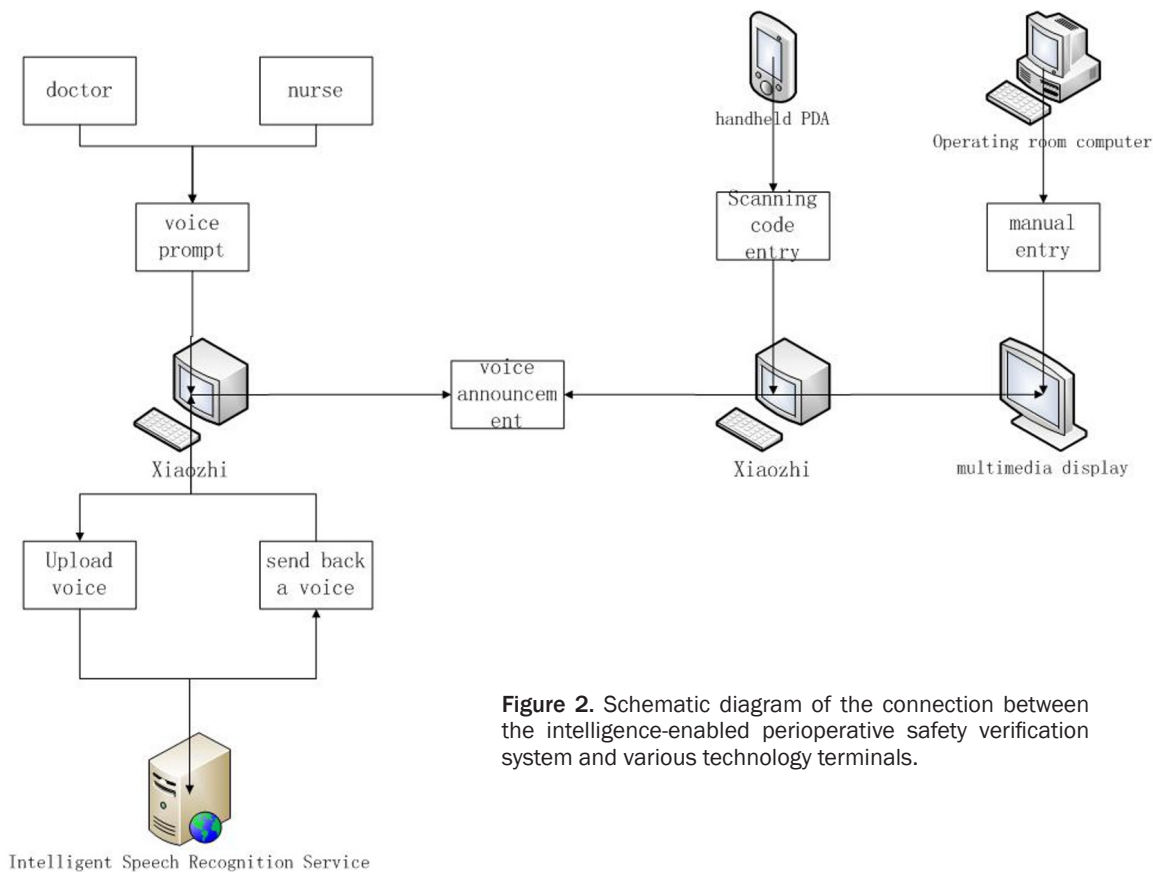 doctor
nurse
handheld PDA
Operating room computer
voice
prompt
Scanning
code
entry
manual
entry
voice
announcem
ent
Xiaozhi
Xiaozhi
multimedia display
Upload
voice
send back
a voice
Figure 2. Schematic diagram of the connection between
the intelligence-enabled perioperative safety verification
system and various technology terminals.
Intelligent Speech Recognition Service